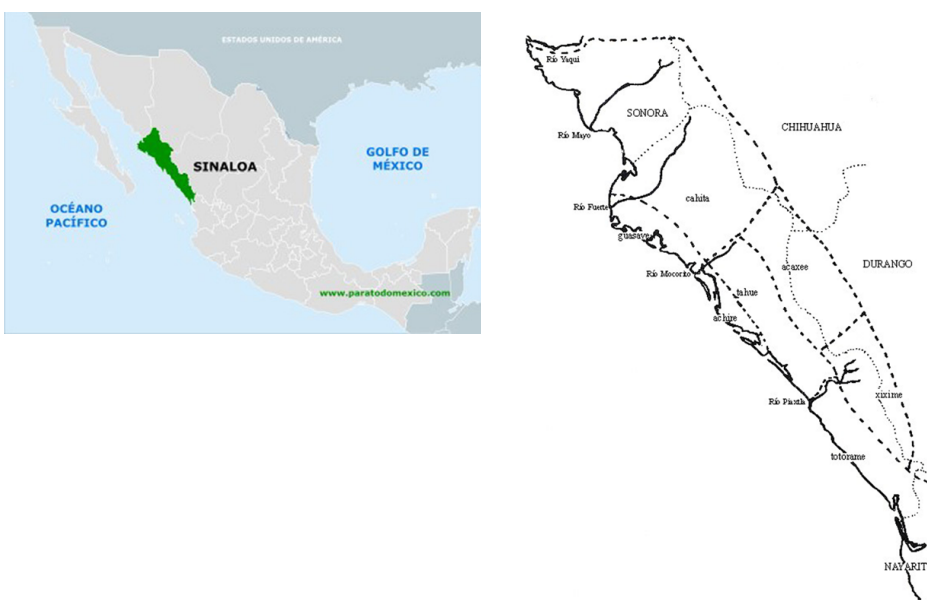 ESTADOS UNIDOS DE AMÉRICA
SINALOA
GOLFO DE
MÉXICO
OCÉANO
PACÍFICO
www.paratodomexico.com
Río Yaqui
SONORA
CHIHUAHUA
Río Mayo
cahita
Río Fuerte
guasave
DURANGO
acaxee
Río Mocorito
tahue
achire
xixime
Río Piaxtla
totorame
NAYARIT